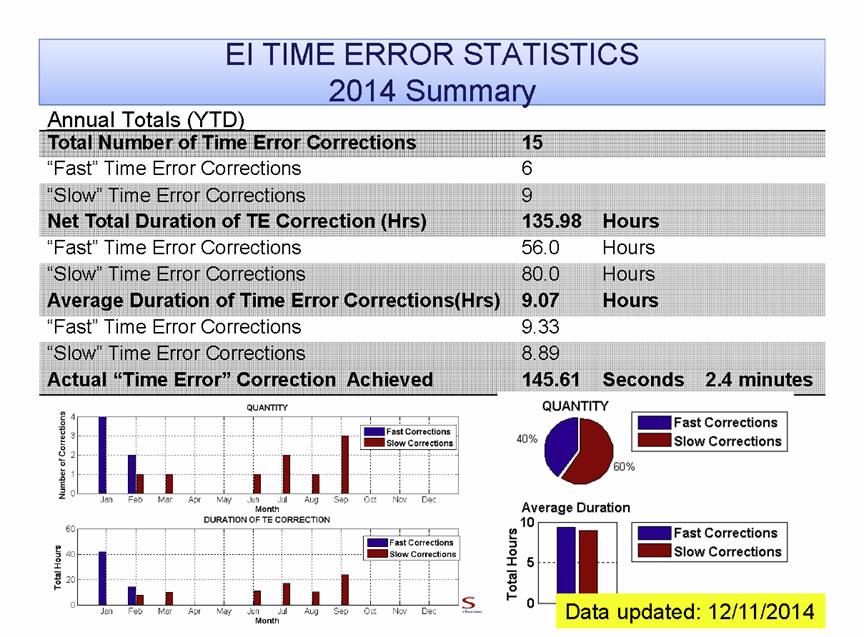 EI TIME ERROR STATISTICS
2014 Summary
Annual Totals (YTD)
Total Number of Time Error Corrections 15
“Fast” Time Error Corrections 6
“Slow” Time Error Corrections 9
Net Total Duration of TE Correction (Hrs) 135.98 Hours
“Fast” Time Error Corrections 56.0 Hours
“Slow” Time Error Corrections 80.0 Hours
Average Duration of Time Error Corrections(Hrs) 9.07 Hours
“Fast” Time Error Corrections 9.33
“Slow” Time Error Corrections 8.89
Actual “Time Error” Correction Achieved 145.61 Seconds 2.4 minutes
QUANTITY
Number of Corrections
4
3
2
1
0
Fast Corrections
Slow Corrections
Jan Feb Mar Apr May Jun Jul Aug Sep Oct Nov Dec
Month
DURATION OF TE CORRECTION
Total Hours
60
40
20
0
Fast Corrections
Slow Corrections
Jan Feb Mar Apr May Jun Jul Aug Sep Oct Nov Dec
Month
S
QUANTITY
40%
60%
Fast Corrections
Slow Corrections
Average Duration
Total Hours
10
5
0
Fast Corrections
Slow Corrections
Data updated: 12/11/2014